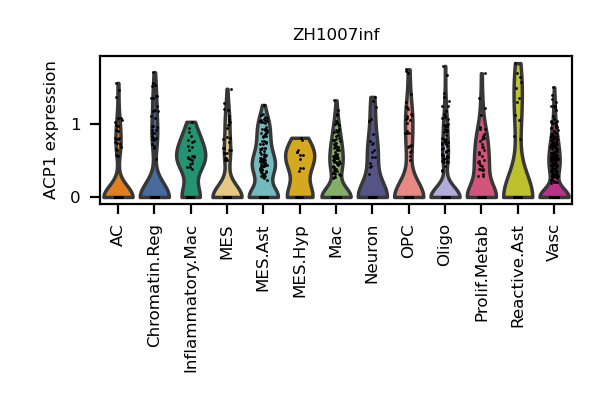 ZH1007inf
ACP1 expression
1
0
AC
Chromatin.Reg
Inflammatory.Mac
MES
MES.Ast
MES.Hyp
Mac
Neuron
OPC
Oligo
Prolif.Metab
Reactive.Ast
Vasc